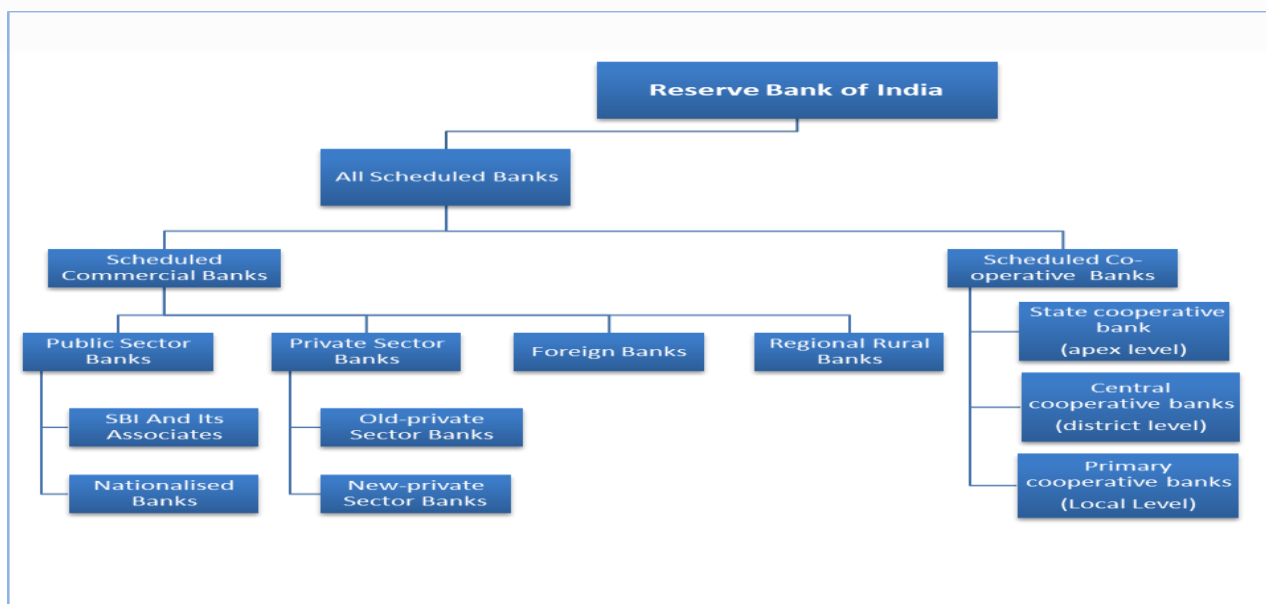 Reserve Bank of India
All Scheduled Banks
Scheduled
Commercial Banks
Scheduled Co-
operative Banks
Public Sector
Banks
Private Sector
Banks
Foreign Banks
Regional Rural
Banks
State cooperative
bank
(apex level)
SBI And Its
Associates
Old-private
Sector Banks
Central
cooperative banks
(district level)
Nationalised
Banks
New-private
Sector Banks
Primary
cooperative banks
(Local Level)